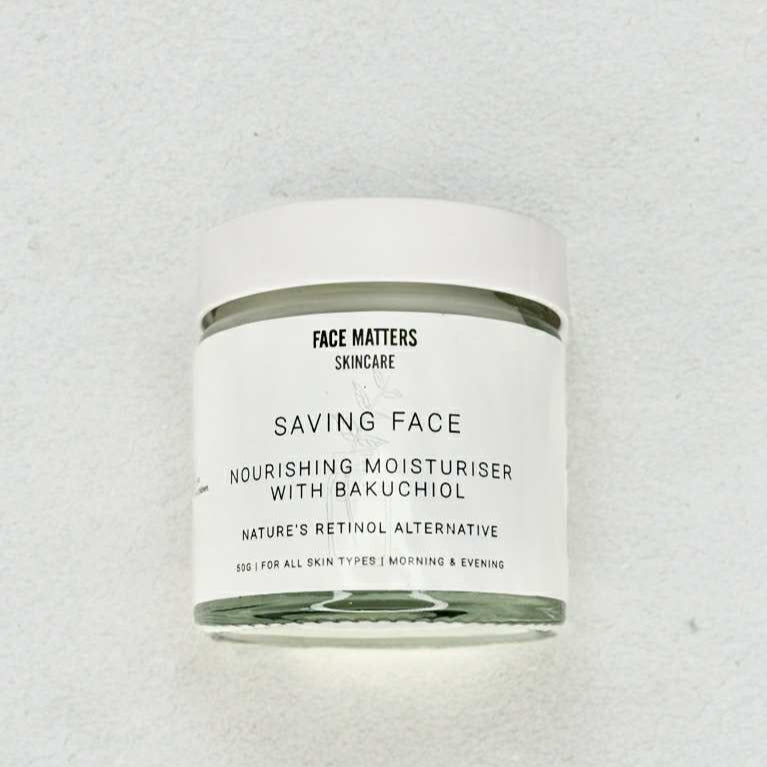 FACE MATTERS
SKINCARE
SAVING FACE
NOURISHING MOISTURISER
WITH BAKUCHIOL
NATURE'S RETINOL ALTERNATIVE
50G | FOR ALL SKIN TYPES | MORNING & EVENING